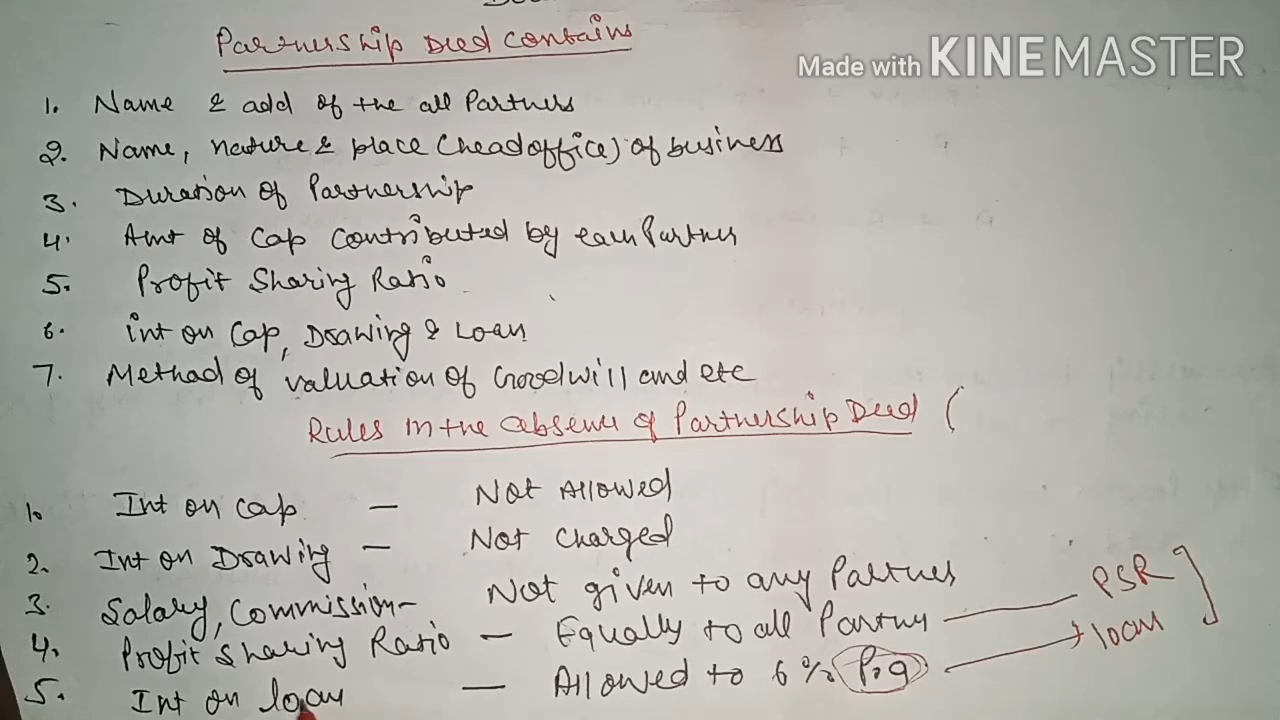 Partnership Deed Contains
Made with KINEMASTER
1. Name & add of the all Partners
2. Name, nature & place (headoffice) of business
3. Duration of Partnership
4. Amt of Cap Contributed by each Partner
5. Profit Sharing Ratio
6. int on Cap, Drawing & Loan
7. Method of valuation of Goodwill and etc
Rules in the absence of Partnership Deed (
1. Int on cap — Not Allowed
2. Int on Drawing — Not Charged
3. Salary, Commission - Not given to any Partner
4. Profit Sharing Ratio — Equally to all Partner — PSR
5. Int on loan — Allowed to 6% P.a → loan